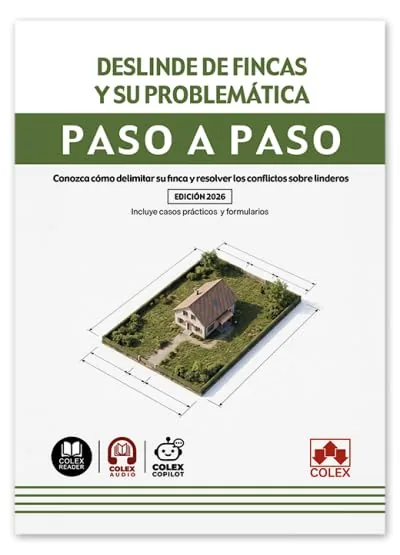 DESLINDE DE FINCAS
Y SU PROBLEMÁTICA
PASO A PASO
Conozca cómo delimitar su finca y resolver los conflictos sobre linderos
EDICIÓN 2026
Incluye casos prácticos y formularios
COLEX
READER
COLEX
AUDIO
COLEX
COPILOT
COLEX